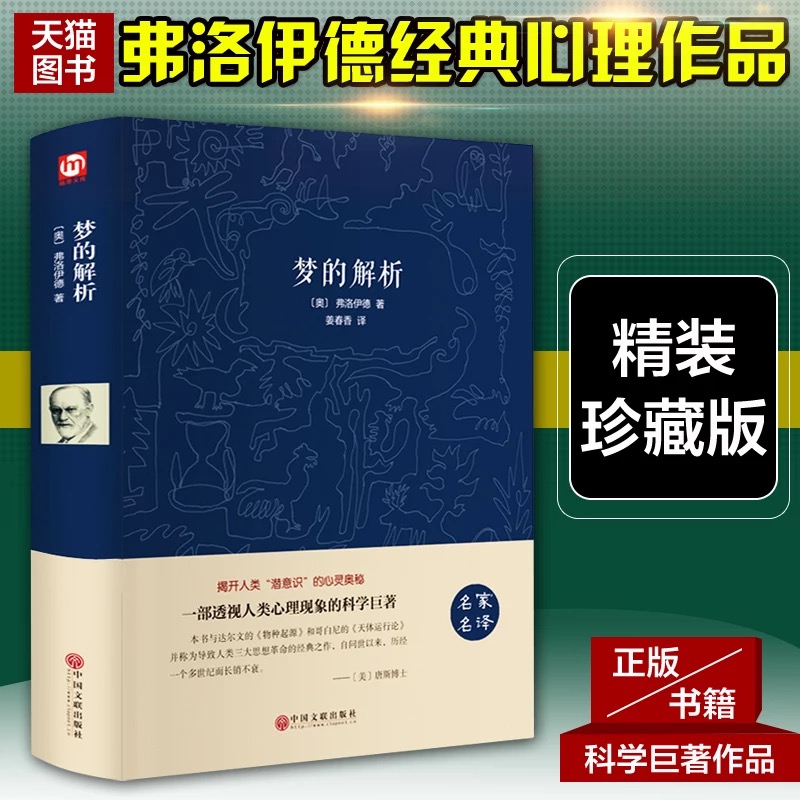 天猫
图书
弗洛伊德经典心理作品
梦的解析
〔奥〕 弗洛伊德 著
中国文联出版社
梦的解析
〔奥〕 弗洛伊德 著
姜春香 译
揭开人类“潜意识”的心灵奥秘
一部透视人类心理现象的科学巨著
本书与达尔文的《物种起源》和哥白尼的《天体运行论》
并称为导致人类三大思想革命的经典之作，自问世以来，历经
一个多世纪而长销不衰。
——〔美〕唐斯博士
名家
名译
中国文联出版社
精装
珍藏版
正版
书籍
科学巨著作品